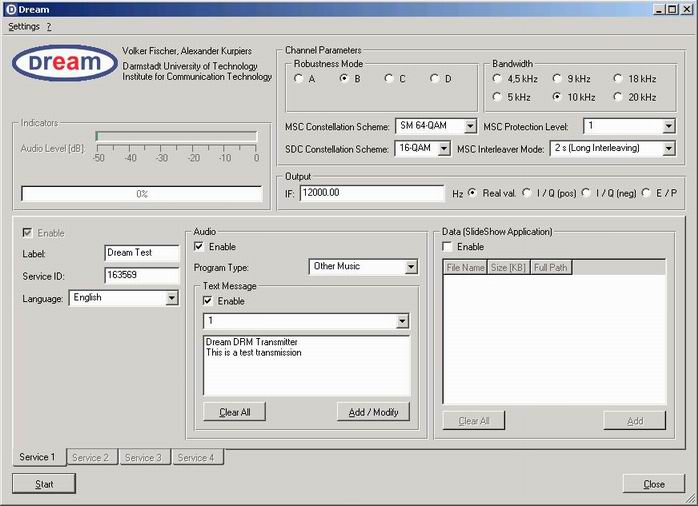 Dream
Settings ?
Dream
Volker Fischer, Alexander Kurpiers
Darmstadt University of Technology
Institute for Communication Technology
Channel Parameters
Robustness Mode
A B C D
Bandwidth
4,5 kHz 9 kHz 18 kHz
5 kHz 10 kHz 20 kHz
MSC Constellation Scheme: SM 64-QAM MSC Protection Level: 1
SDC Constellation Scheme: 16-QAM MSC Interleaver Mode: 2 s (Long Interleaving)
Indicators
Audio Level [dB]:
-50 -40 -30 -20 -10 0
0%
Output
IF: 12000.00 Hz Real val. I / Q (pos) I / Q (neg) E / P
Enable
Label: Dream Test
Service ID: 163569
Language: English
Audio
Enable
Program Type: Other Music
Text Message
Enable
1
Dream DRM Transmitter
This is a test transmission
Clear All Add / Modify
Data (SlideShow Application)
Enable
File Name Size [KB] Full Path
Clear All Add
Service 1 Service 2 Service 3 Service 4
Start Close